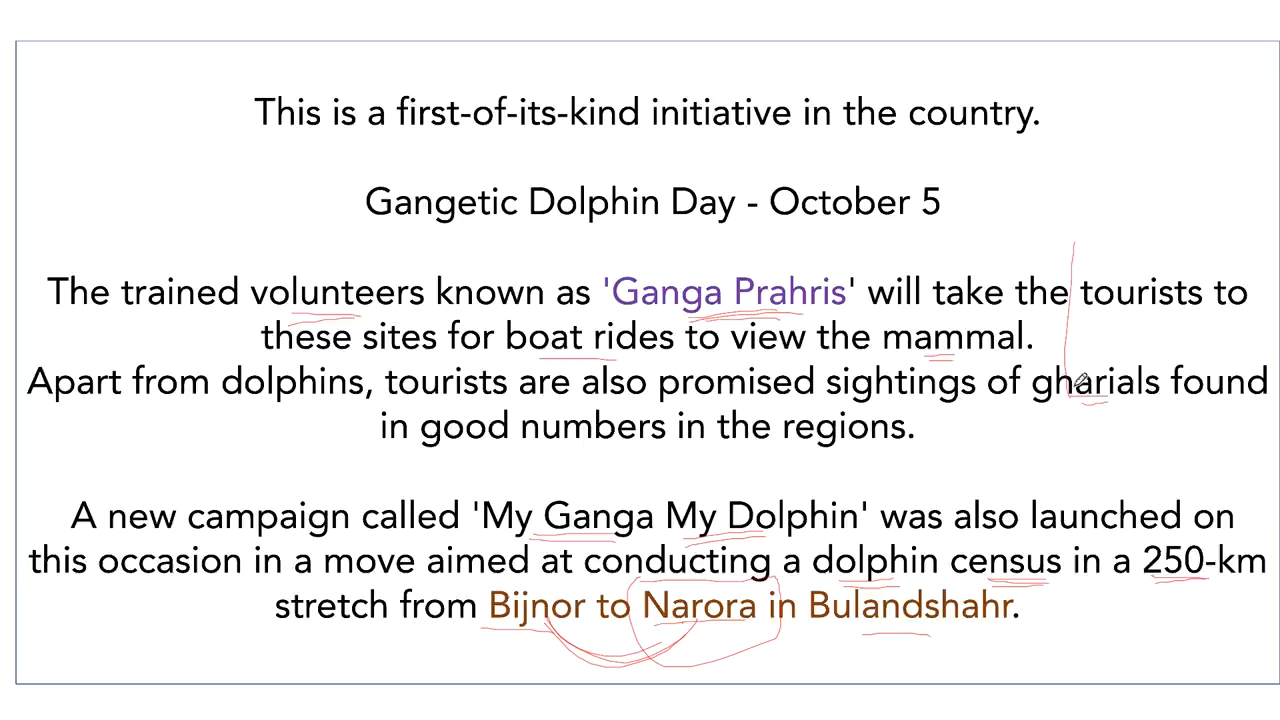 This is a first-of-its-kind initiative in the country.
Gangetic Dolphin Day - October 5
The trained volunteers known as 'Ganga Prahris' will take the tourists to
these sites for boat rides to view the mammal.
Apart from dolphins, tourists are also promised sightings of gharials found
in good numbers in the regions.
A new campaign called 'My Ganga My Dolphin' was also launched on
this occasion in a move aimed at conducting a dolphin census in a 250-km
stretch from Bijnor to Narora in Bulandshahr.